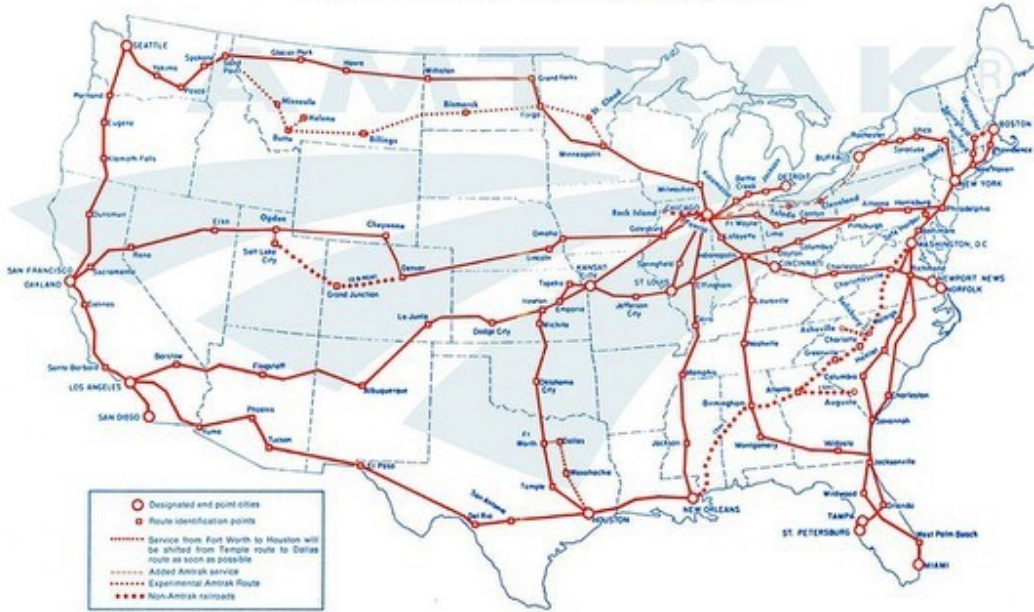 AMTRAK®
SEATTLE
Yakima
Pasco
Spokane
Sand Point
Glacier Park
Havre
Williston
Grand Forks
Fargo
St. Cloud
Minneapolis
Missoula
Helena
Butte
Billings
Bismarck
Portland
Eugene
Klamath Falls
Dunsmuir
SAN FRANCISCO
OAKLAND
Sacramento
Reno
Elko
Ogden
Salt Lake City
Cheyenne
Denver
Grand Junction
Salinas
Santa Barbara
LOS ANGELES
SAN DIEGO
Barstow
Flagstaff
Albuquerque
La Junta
Dodge City
Yuma
Phoenix
Tucson
El Paso
Del Rio
San Antonio
HOUSTON
NEW ORLEANS
Omaha
Lincoln
KANSAS CITY
Topeka
Newton
Emporia
Wichita
Oklahoma City
Ft Worth
Dallas
Waxahachie
Temple
Jefferson City
ST LOUIS
Springfield
Galesburg
Rock Island
Milwaukee
CHICAGO
Kalamazoo
Battle Creek
Jackson
DETROIT
Toledo
Cleveland
Ft Wayne
Lima
Canton
Lafayette
Indianapolis
Effingham
Dayton
Columbus
CINCINNATI
Louisville
Nashville
Memphis
Jackson
Birmingham
Montgomery
Atlanta
Augusta
Valdosta
BUFFALO
Rochester
Syracuse
Utica
Albany
BOSTON
Providence
New Haven
NEW YORK
Philadelphia
Harrisburg
Altoona
Pittsburgh
Baltimore
WASHINGTON, D.C.
Richmond
NEWPORT NEWS
NORFOLK
Charlottesville
Charleston
Salisbury
Raleigh
Asheville
Charlotte
Greenville
Columbia
Charleston
Savannah
Jacksonville
Wildwood
Orlando
TAMPA
ST. PETERSBURG
West Palm Beach
MIAMI
Designated end point cities
Route identification points
Service from Fort Worth to Houston will
be shifted from Temple route to Dallas
route as soon as possible
Added Amtrak service
Experimental Amtrak Route
Non-Amtrak railroads